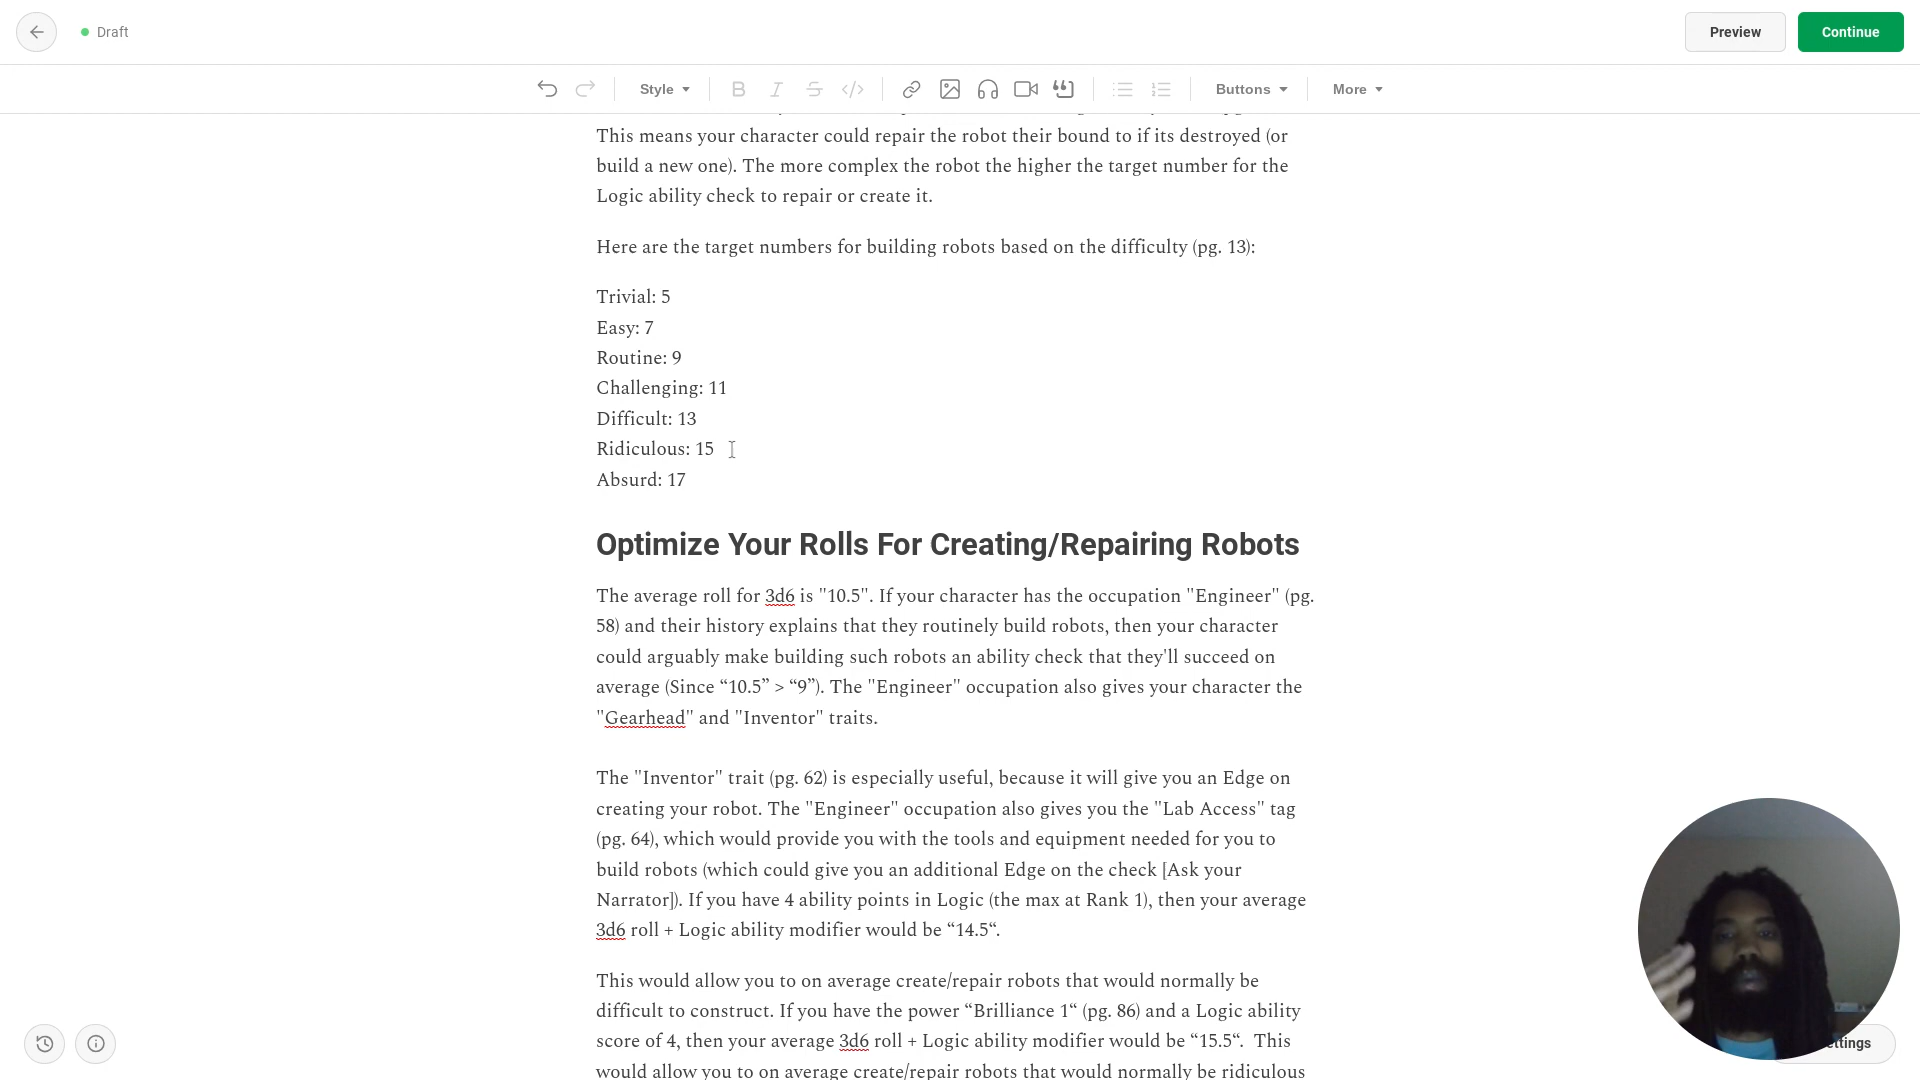 Draft
Preview
Continue
Style
Buttons
More
This means your character could repair the robot their bound to if its destroyed (or
build a new one). The more complex the robot the higher the target number for the
Logic ability check to repair or create it.
Here are the target numbers for building robots based on the difficulty (pg. 13):
Trivial: 5
Easy: 7
Routine: 9
Challenging: 11
Difficult: 13
Ridiculous: 15
Absurd: 17
Optimize Your Rolls For Creating/Repairing Robots
The average roll for 3d6 is "10.5". If your character has the occupation "Engineer" (pg.
58) and their history explains that they routinely build robots, then your character
could arguably make building such robots an ability check that they'll succeed on
average (Since “10.5” > “9”). The "Engineer" occupation also gives your character the
"Gearhead" and "Inventor" traits.
The "Inventor" trait (pg. 62) is especially useful, because it will give you an Edge on
creating your robot. The "Engineer" occupation also gives you the "Lab Access" tag
(pg. 64), which would provide you with the tools and equipment needed for you to
build robots (which could give you an additional Edge on the check [Ask your
Narrator]). If you have 4 ability points in Logic (the max at Rank 1), then your average
3d6 roll + Logic ability modifier would be “14.5“.
This would allow you to on average create/repair robots that would normally be
difficult to construct. If you have the power “Brilliance 1“ (pg. 86) and a Logic ability
score of 4, then your average 3d6 roll + Logic ability modifier would be “15.5“.  This
would allow you to on average create/repair robots that would normally be ridiculous